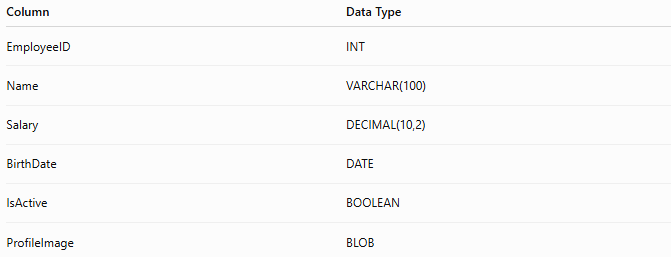 Column Data Type
EmployeeID INT
Name VARCHAR(100)
Salary DECIMAL(10,2)
BirthDate DATE
IsActive BOOLEAN
ProfileImage BLOB